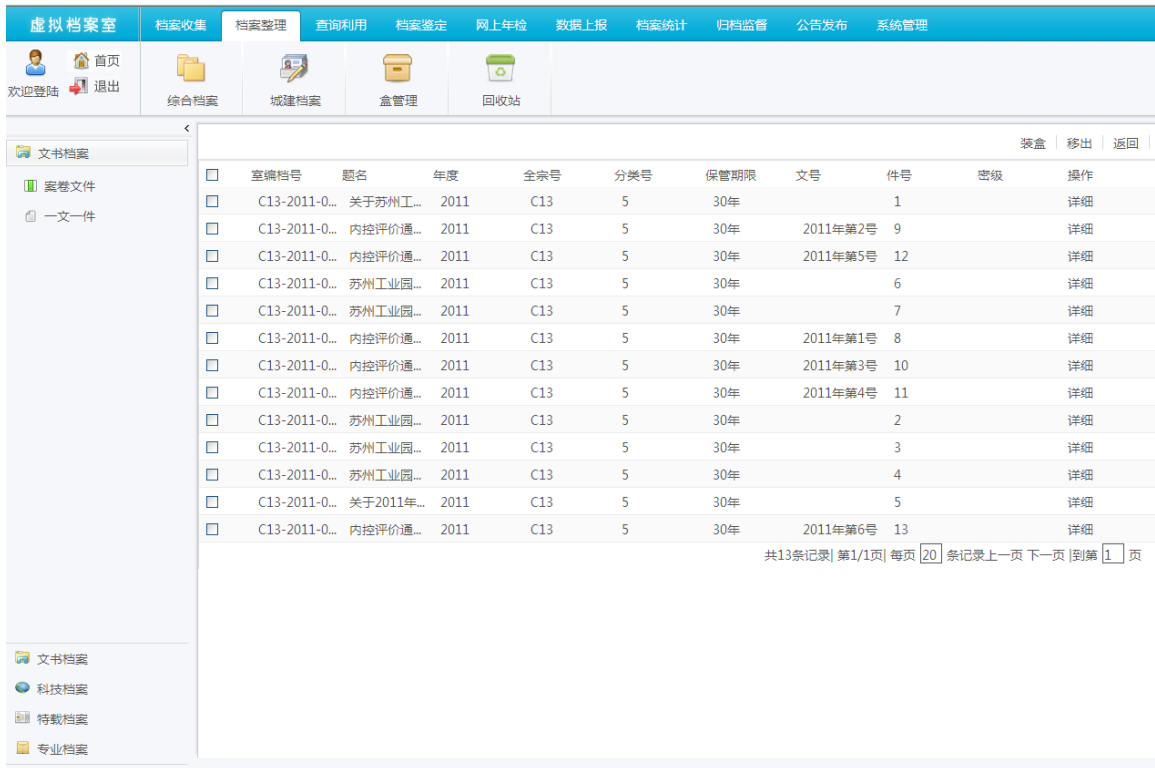 虚拟档案室 档案收集 档案整理 查询利用 档案鉴定 网上年检 数据上报 档案统计 归档监督 公告发布 系统管理
欢迎登陆 首页 退出
综合档案 城建档案 盒管理 回收站
文书档案
案卷文件
一文一件
装盒 移出 返回
室编档号 题名 年度 全宗号 分类号 保管期限 文号 件号 密级 操作
C13-2011-0... 关于苏州工... 2011 C13 5 30年 1 详细
C13-2011-0... 内控评价通... 2011 C13 5 30年 2011年第2号 9 详细
C13-2011-0... 内控评价通... 2011 C13 5 30年 2011年第5号 12 详细
C13-2011-0... 苏州工业园... 2011 C13 5 30年 6 详细
C13-2011-0... 苏州工业园... 2011 C13 5 30年 7 详细
C13-2011-0... 内控评价通... 2011 C13 5 30年 2011年第1号 8 详细
C13-2011-0... 内控评价通... 2011 C13 5 30年 2011年第3号 10 详细
C13-2011-0... 内控评价通... 2011 C13 5 30年 2011年第4号 11 详细
C13-2011-0... 苏州工业园... 2011 C13 5 30年 2 详细
C13-2011-0... 苏州工业园... 2011 C13 5 30年 3 详细
C13-2011-0... 苏州工业园... 2011 C13 5 30年 4 详细
C13-2011-0... 关于2011年... 2011 C13 5 30年 5 详细
C13-2011-0... 内控评价通... 2011 C13 5 30年 2011年第6号 13 详细
共13条记录| 第1/1页| 每页 20 条记录上一页 下一页 |到第 1 页
文书档案
科技档案
特载档案
专业档案